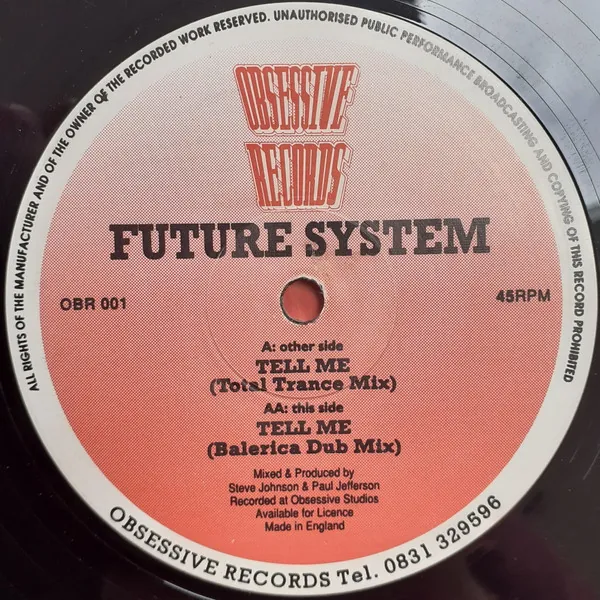 ALL RIGHTS OF THE MANUFACTURER AND OF THE OWNER OF THE RECORDED WORK RESERVED. UNAUTHORISED PUBLIC PERFORMANCE BROADCASTING AND COPYING OF THIS RECORD PROHIBITED
OBSESSIVE
RECORDS
FUTURE SYSTEM
OBR 001
45RPM
A: other side
TELL ME
(Total Trance Mix)
AA: this side
TELL ME
(Balerica Dub Mix)
Mixed & Produced by
Steve Johnson & Paul Jefferson
Recorded at Obsessive Studios
Available for Licence
Made in England
OBSESSIVE RECORDS Tel. 0831 329596